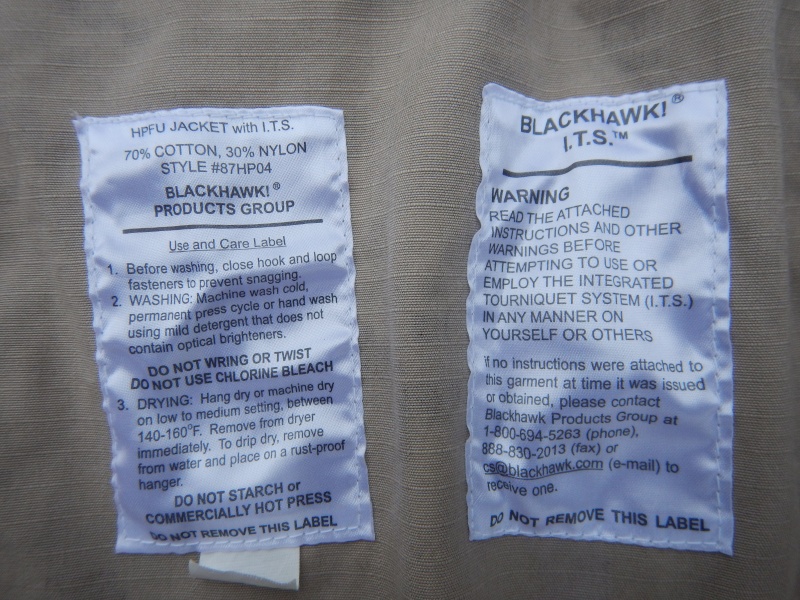 HPFU JACKET with I.T.S.
70% COTTON, 30% NYLON
STYLE #87HP04
BLACKHAWK!®
PRODUCTS GROUP
Use and Care Label
1. Before washing, close hook and loop
fasteners to prevent snagging.
2. WASHING: Machine wash cold,
permanent press cycle or hand wash
using mild detergent that does not
contain optical brighteners.
DO NOT WRING OR TWIST
DO NOT USE CHLORINE BLEACH
3. DRYING: Hang dry or machine dry
on low to medium setting, between
140-160°F. Remove from dryer
immediately. To drip dry, remove
from water and place on a rust-proof
hanger.
DO NOT STARCH or
COMMERCIALLY HOT PRESS
DO NOT REMOVE THIS LABEL
BLACKHAWK!®
I.T.S.™
WARNING
READ THE ATTACHED
INSTRUCTIONS AND OTHER
WARNINGS BEFORE
ATTEMPTING TO USE OR
EMPLOY THE INTEGRATED
TOURNIQUET SYSTEM (I.T.S.)
IN ANY MANNER ON
YOURSELF OR OTHERS
if no instructions were attached to
this garment at time it was issued
or obtained, please contact
Blackhawk Products Group at
1-800-694-5263 (phone),
888-830-2013 (fax) or
cs@blackhawk.com (e-mail) to
receive one.
DO NOT REMOVE THIS LABEL